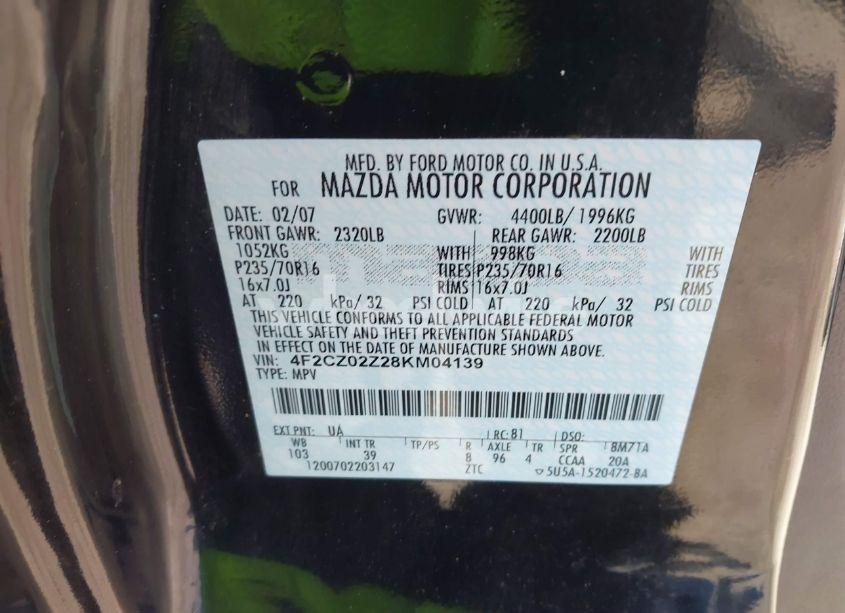 MFD. BY FORD MOTOR CO. IN U.S.A.
FOR MAZDA MOTOR CORPORATION
DATE: 02/07 GVWR: 4400LB/ 1996KG
FRONT GAWR: 2320LB REAR GAWR: 2200LB
1052KG WITH 998KG WITH
P235/70R16 TIRES P235/70R16 TIRES
16x7.0J RIMS 16x7.0J RIMS
AT 220 kPa/ 32 PSI COLD AT 220 kPa/ 32 PSI COLD
THIS VEHICLE CONFORMS TO ALL APPLICABLE FEDERAL MOTOR
VEHICLE SAFETY AND THEFT PREVENTION STANDARDS
IN EFFECT ON THE DATE OF MANUFACTURE SHOWN ABOVE.
VIN: 4F2CZ02Z28KM04139
TYPE: MPV
EXT PNT: UA RC: 81 DSO:
WB INT TR TP/PS R AXLE TR SPR 8M71A
103 39 8 96 4 CCAA 20A
1200702203147 ZTC 5U5A-1520472-BA